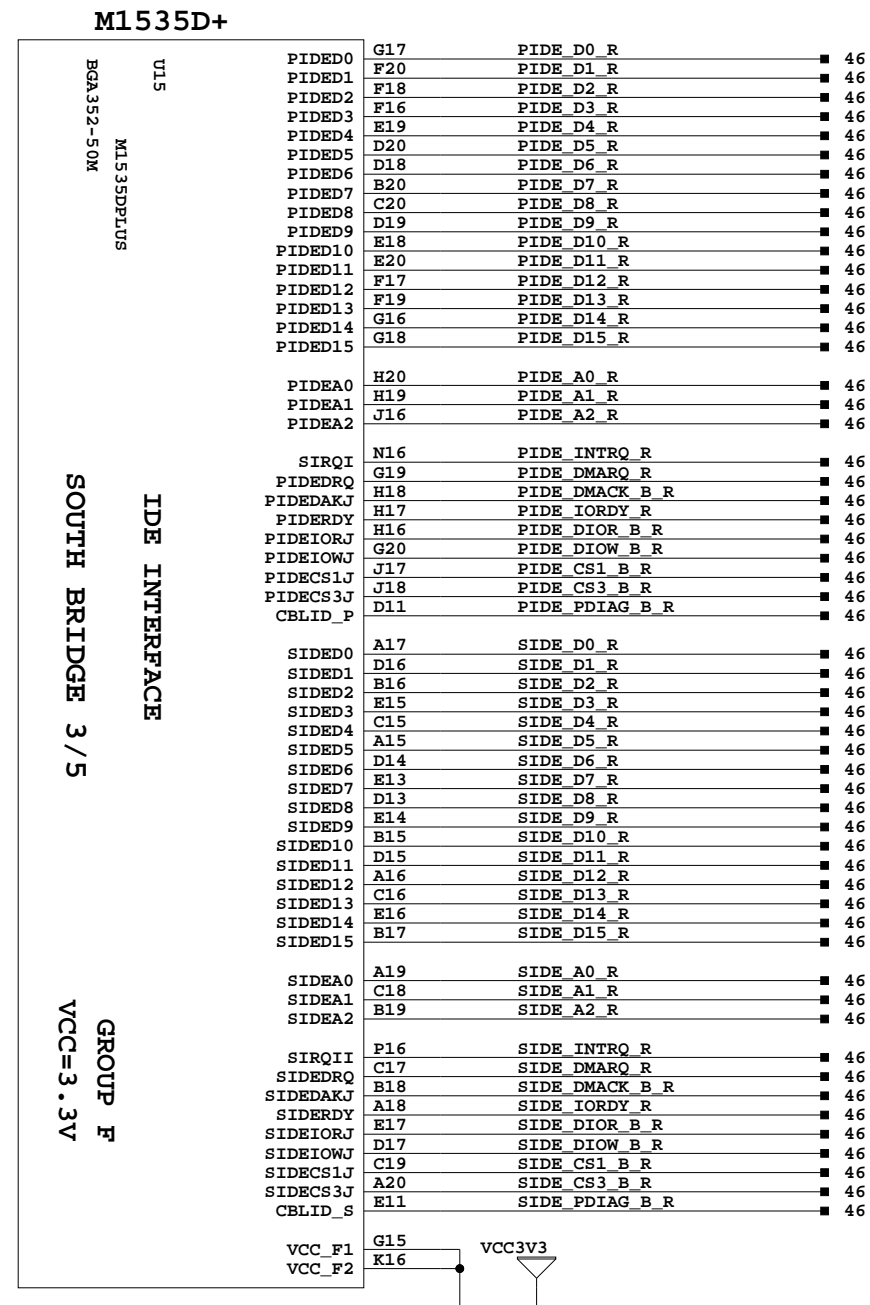 M1535D+
U15
BGA352-50M
M1535DPLUS
SOUTH BRIDGE 3/5
IDE INTERFACE
GROUP F
VCC=3.3V
PIDED0 G17 PIDE_D0_R 46
PIDED1 F20 PIDE_D1_R 46
PIDED2 F18 PIDE_D2_R 46
PIDED3 F16 PIDE_D3_R 46
PIDED4 E19 PIDE_D4_R 46
PIDED5 D20 PIDE_D5_R 46
PIDED6 D18 PIDE_D6_R 46
PIDED7 B20 PIDE_D7_R 46
PIDED8 C20 PIDE_D8_R 46
PIDED9 D19 PIDE_D9_R 46
PIDED10 E18 PIDE_D10_R 46
PIDED11 E20 PIDE_D11_R 46
PIDED12 F17 PIDE_D12_R 46
PIDED13 F19 PIDE_D13_R 46
PIDED14 G16 PIDE_D14_R 46
PIDED15 G18 PIDE_D15_R 46
PIDEA0 H20 PIDE_A0_R 46
PIDEA1 H19 PIDE_A1_R 46
PIDEA2 J16 PIDE_A2_R 46
SIRQI N16 PIDE_INTRQ_R 46
PIDEDRQ G19 PIDE_DMARQ_R 46
PIDEDAKJ H18 PIDE_DMACK_B_R 46
PIDERDY H17 PIDE_IORDY_R 46
PIDEIORJ H16 PIDE_DIOR_B_R 46
PIDEIOWJ G20 PIDE_DIOW_B_R 46
PIDECS1J J17 PIDE_CS1_B_R 46
PIDECS3J J18 PIDE_CS3_B_R 46
CBLID_P D11 PIDE_PDIAG_B_R 46
SIDED0 A17 SIDE_D0_R 46
SIDED1 D16 SIDE_D1_R 46
SIDED2 B16 SIDE_D2_R 46
SIDED3 E15 SIDE_D3_R 46
SIDED4 C15 SIDE_D4_R 46
SIDED5 A15 SIDE_D5_R 46
SIDED6 D14 SIDE_D6_R 46
SIDED7 E13 SIDE_D7_R 46
SIDED8 D13 SIDE_D8_R 46
SIDED9 E14 SIDE_D9_R 46
SIDED10 B15 SIDE_D10_R 46
SIDED11 D15 SIDE_D11_R 46
SIDED12 A16 SIDE_D12_R 46
SIDED13 C16 SIDE_D13_R 46
SIDED14 E16 SIDE_D14_R 46
SIDED15 B17 SIDE_D15_R 46
SIDEA0 A19 SIDE_A0_R 46
SIDEA1 C18 SIDE_A1_R 46
SIDEA2 B19 SIDE_A2_R 46
SIRQII P16 SIDE_INTRQ_R 46
SIDEDRQ C17 SIDE_DMARQ_R 46
SIDEDAKJ B18 SIDE_DMACK_B_R 46
SIDERDY A18 SIDE_IORDY_R 46
SIDEIORJ E17 SIDE_DIOR_B_R 46
SIDEIOWJ D17 SIDE_DIOW_B_R 46
SIDECS1J C19 SIDE_CS1_B_R 46
SIDECS3J A20 SIDE_CS3_B_R 46
CBLID_S E11 SIDE_PDIAG_B_R 46
VCC_F1 G15 VCC3V3
VCC_F2 K16